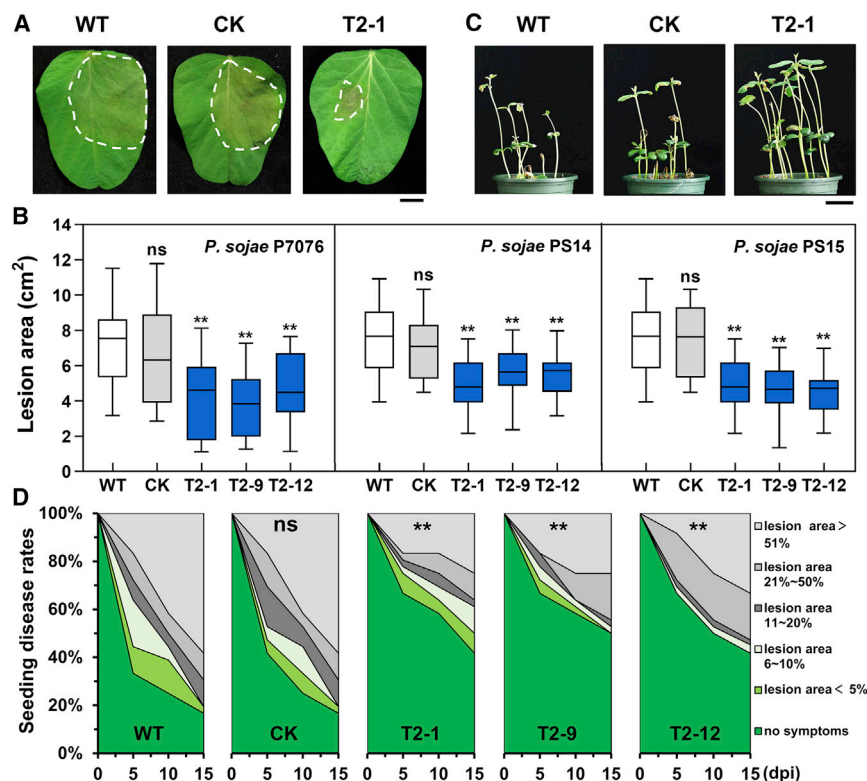 A WT CK T2-1
C WT CK T2-1
B
Lesion area (cm²)
14
12
10
8
6
4
2
0
P. sojae P7076
P. sojae PS14
P. sojae PS15
ns
**
**
**
ns
**
**
**
ns
**
**
**
WT CK T2-1 T2-9 T2-12
WT CK T2-1 T2-9 T2-12
WT CK T2-1 T2-9 T2-12
D
Seeding disease rates
100%
80%
60%
40%
20%
0%
ns
**
**
**
WT
CK
T2-1
T2-9
T2-12
0 5 10 15
0 5 10 15
0 5 10 15
0 5 10 15
0 5 10 15 (dpi)
lesion area >
51%
lesion area
21%~50%
lesion area
11~20%
lesion area
6~10%
lesion area < 5%
no symptoms